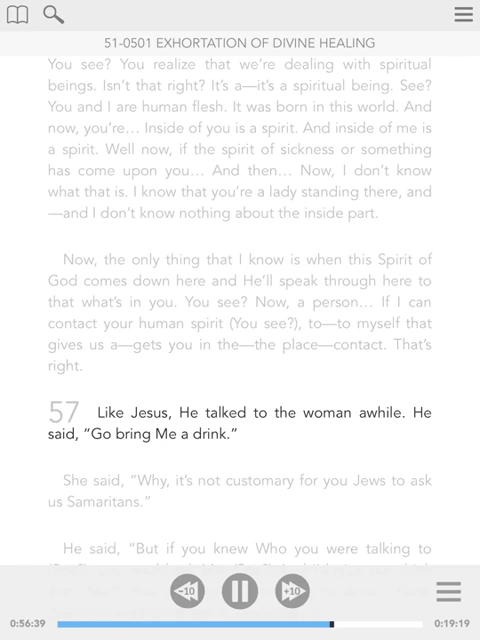 51-0501 EXHORTATION OF DIVINE HEALING
You see? You realize that we're dealing with spiritual
beings. Isn't that right? It's a—it's a spiritual being. See?
You and I are human flesh. It was born in this world. And
now, you're… Inside of you is a spirit. And inside of me is
a spirit. Well now, if the spirit of sickness or something
has come upon you… And then… Now, I don't know
what that is. I know that you're a lady standing there, and
—and I don't know nothing about the inside part.
Now, the only thing that I know is when this Spirit of
God comes down here and He'll speak through here to
that what's in you. You see? Now, a person… If I can
contact your human spirit (You see?), to—to myself that
gives us a—gets you in the—the place—contact. That's
right.
57 Like Jesus, He talked to the woman awhile. He
said, "Go bring Me a drink."
She said, "Why, it's not customary for you Jews to ask
us Samaritans."
He said, "But if you knew Who you were talking to
-10
+10
0:56:39
0:19:19